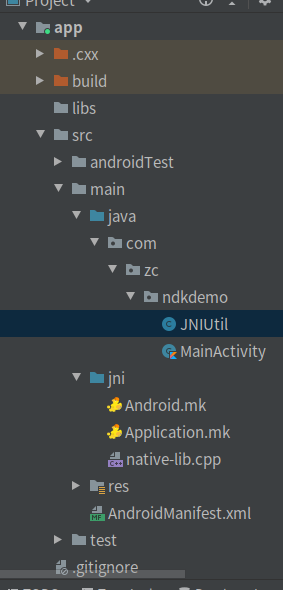 Project
app
.cxx
build
libs
src
androidTest
main
java
com
zc
ndkdemo
JNIUtil
MainActivity
jni
Android.mk
Application.mk
native-lib.cpp
res
AndroidManifest.xml
test
.gitignore